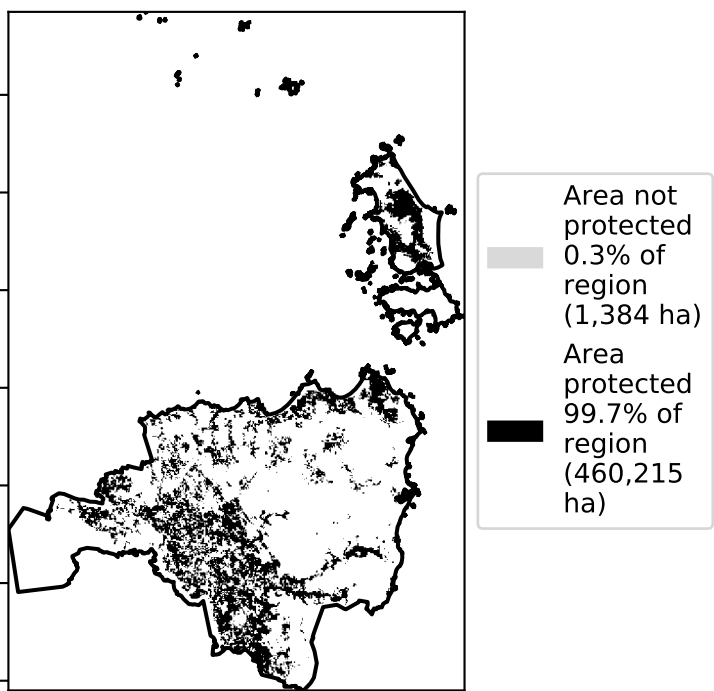 Area not
protected
0.3% of
region
(1,384 ha)
Area
protected
99.7% of
region
(460,215
ha)